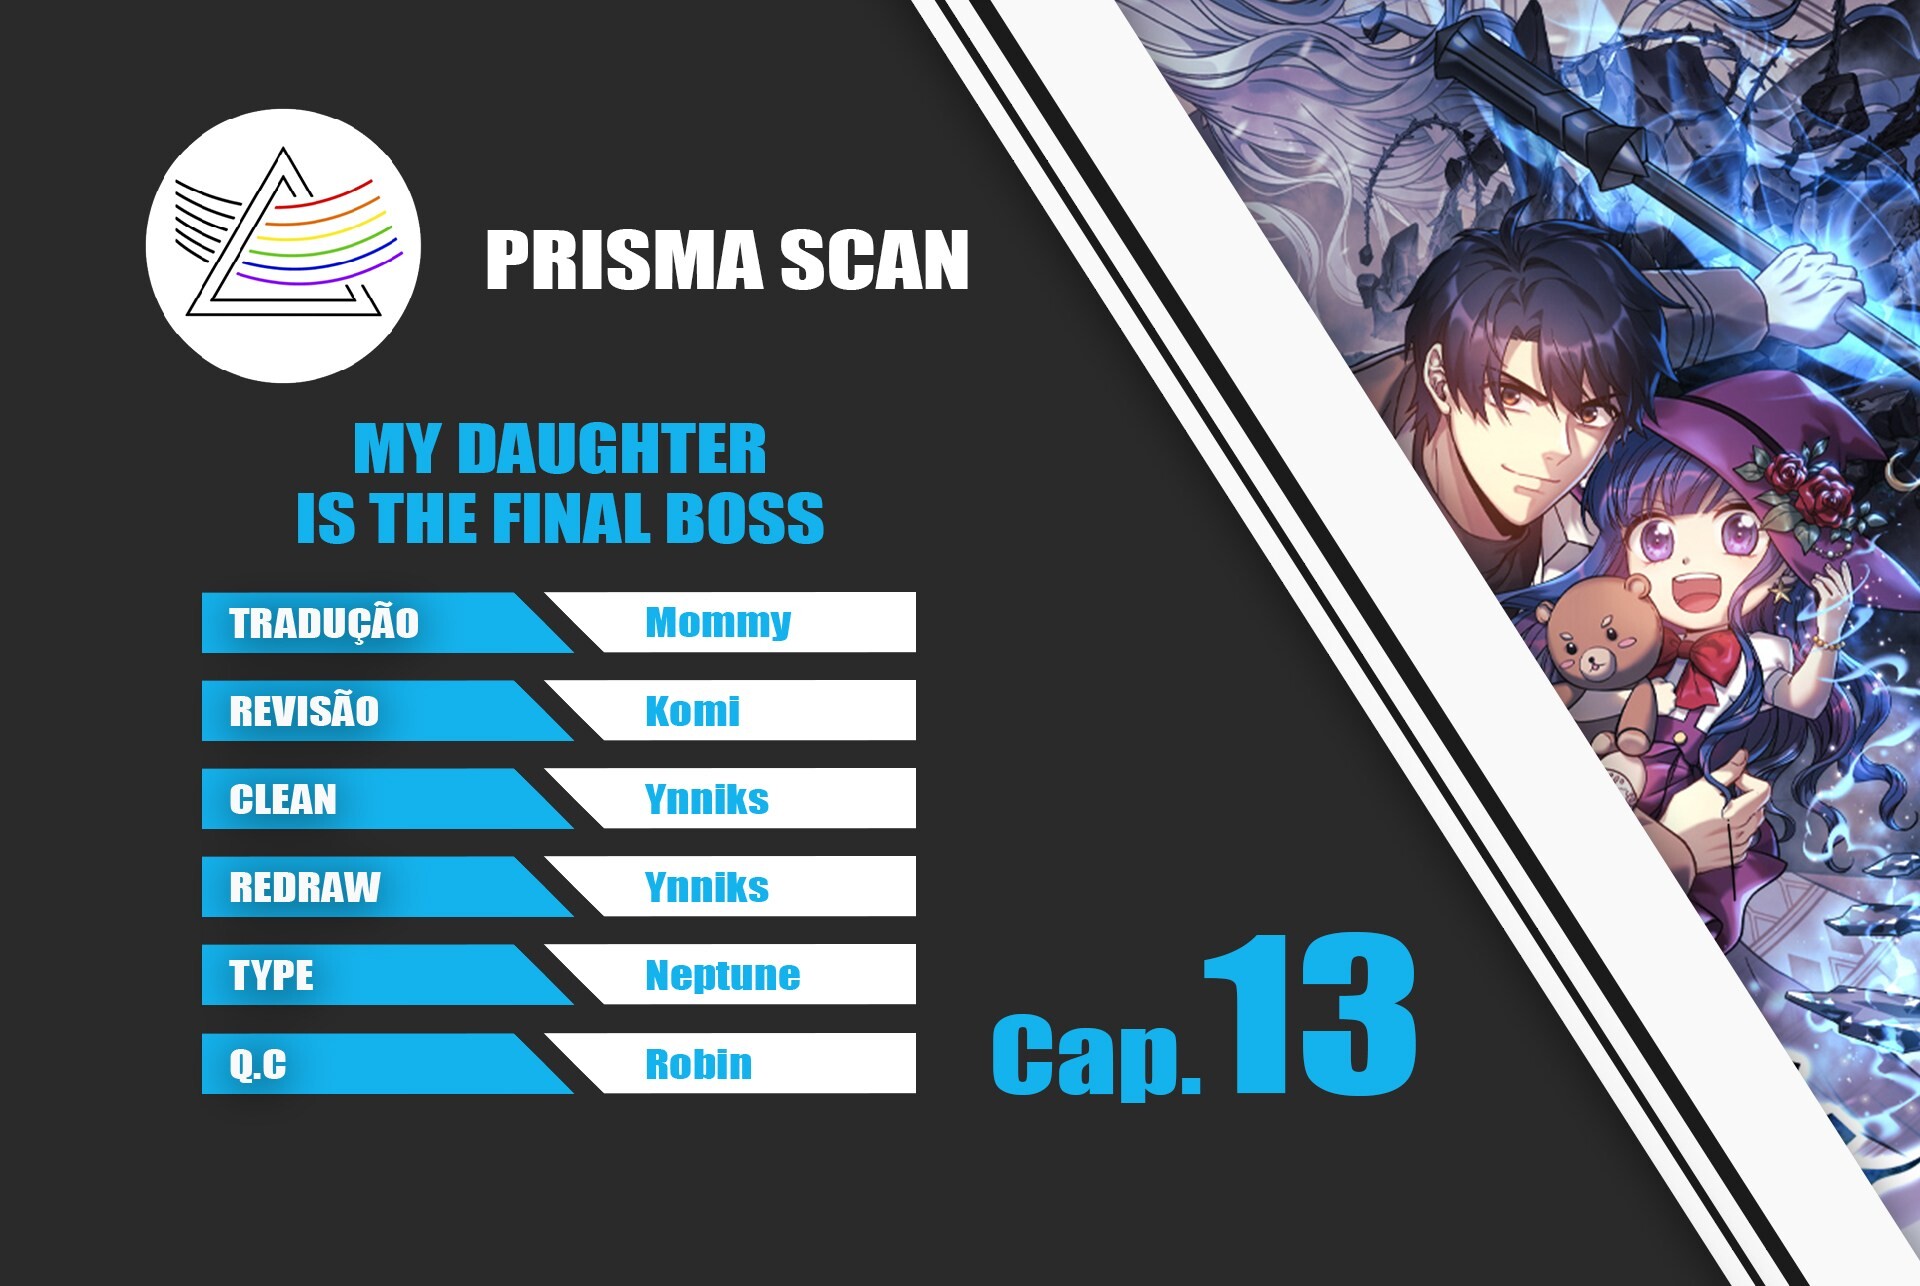 PRISMA SCAN
MY DAUGHTER
IS THE FINAL BOSS
TRADUÇÃO Mommy
REVISÃO Komi
CLEAN Ynniks
REDRAW Ynniks
TYPE Neptune
Q.C Robin
Cap.13